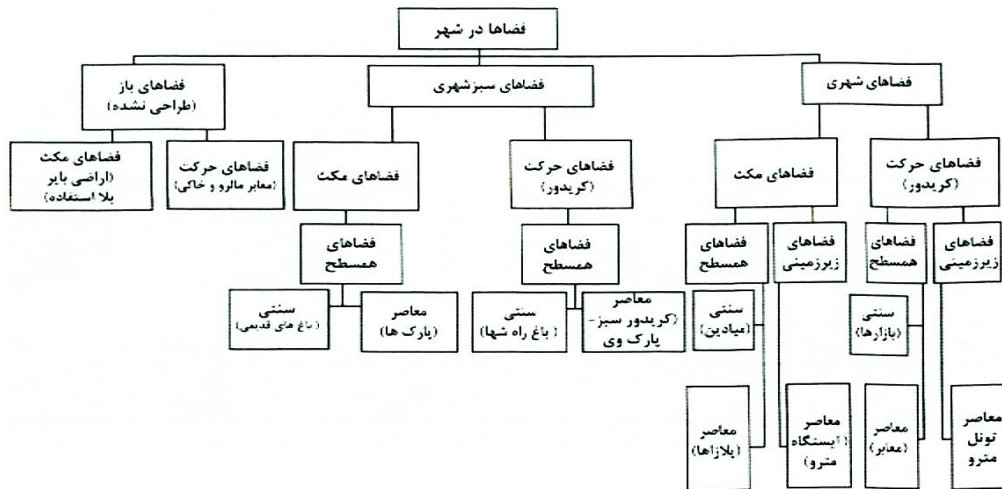 فضاها در شهر
فضاهای شهری
فضاهای سبزشهری
فضاهای باز
(طراحی نشده)
فضاهای حرکت
(کریدور)
فضاهای مکث
فضاهای حرکت
(کریدور)
فضاهای مکث
فضاهای حرکت
(معابر مالرو و خاکی)
فضاهای مکث
(اراضی بایر
بلا استفاده)
فضاهای
زیرزمینی
فضاهای
همسطح
فضاهای
زیرزمینی
فضاهای
همسطح
فضاهای
همسطح
فضاهای
همسطح
سنتی
(بازارها)
سنتی
(میادین)
معاصر
(کریدور سبز-
پارک وی
سنتی
(باغ راه شها)
معاصر
(پارک ها)
سنتی
(باغ های قدیمی)
معاصر
تونل
مترو
معاصر
(معابر)
معاصر
(ایستگاه
مترو)
معاصر
(پلازاها)